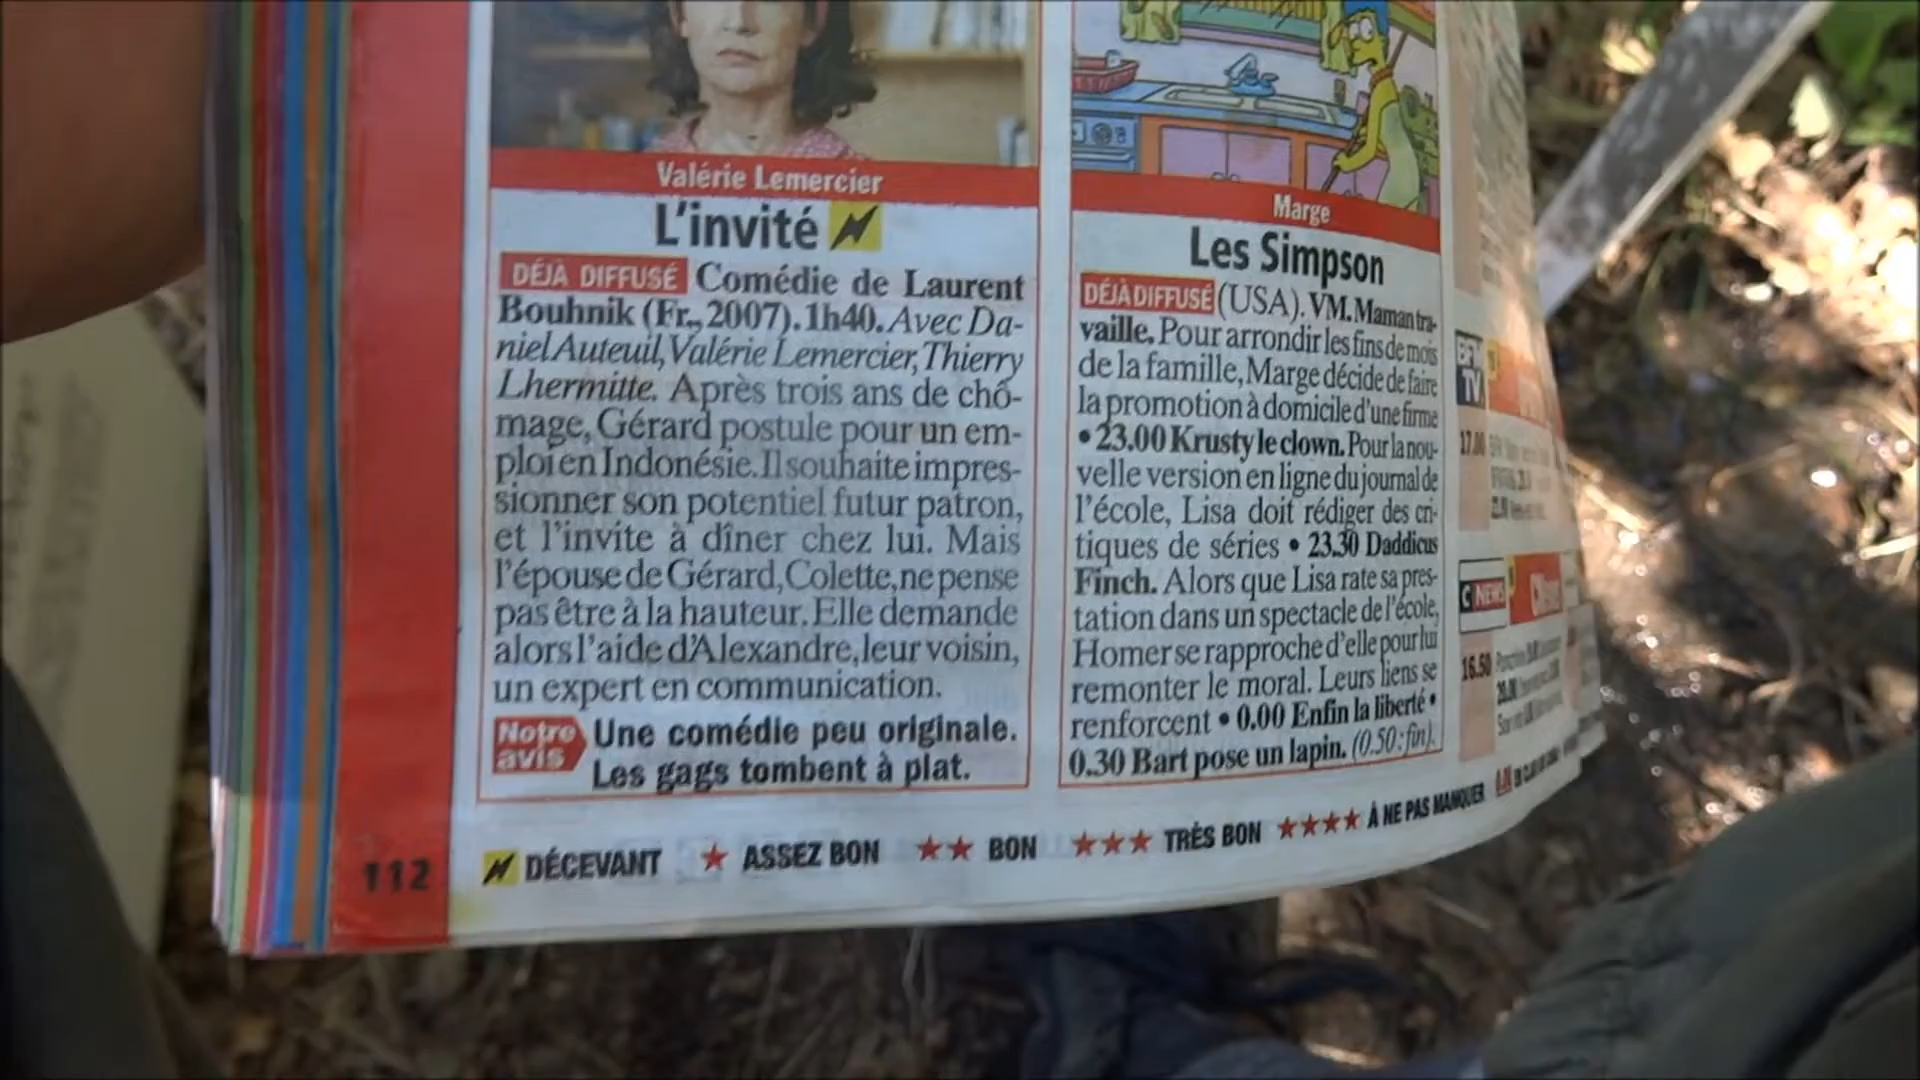 Valérie Lemercier
L'invité
DÉJÀ DIFFUSÉ Comédie de Laurent
Bouhnik (Fr., 2007). 1h40. Avec Da-
niel Auteuil, Valérie Lemercier, Thierry
Lhermitte. Après trois ans de chô-
mage, Gérard postule pour un em-
ploi en Indonésie. Il souhaite impres-
sionner son potentiel futur patron,
et l'invite à dîner chez lui. Mais
l'épouse de Gérard, Colette, ne pense
pas être à la hauteur. Elle demande
alors l'aide d'Alexandre, leur voisin,
un expert en communication.
Notre avis Une comédie peu originale.
Les gags tombent à plat.
Marge
Les Simpson
DÉJÀ DIFFUSÉ (USA). VM. Maman tra-
vaille. Pour arrondir les fins de mois
de la famille, Marge décide de faire
la promotion à domicile d'une firme
• 23.00 Krusty le clown. Pour la nou-
velle version en ligne du journal de
l'école, Lisa doit rédiger des cri-
tiques de séries • 23.30 Daddicus
Finch. Alors que Lisa rate sa pres-
tation dans un spectacle de l'école,
Homer se rapproche d'elle pour lui
remonter le moral. Leurs liens se
renforcent • 0.00 Enfin la liberté •
0.30 Bart pose un lapin. (0.50 : fin).
BFM
TV
17.00
C NEWS
16.50
112
DÉCEVANT ★ ASSEZ BON ★★ BON ★★★ TRÈS BON ★★★★ À NE PAS MANQUER